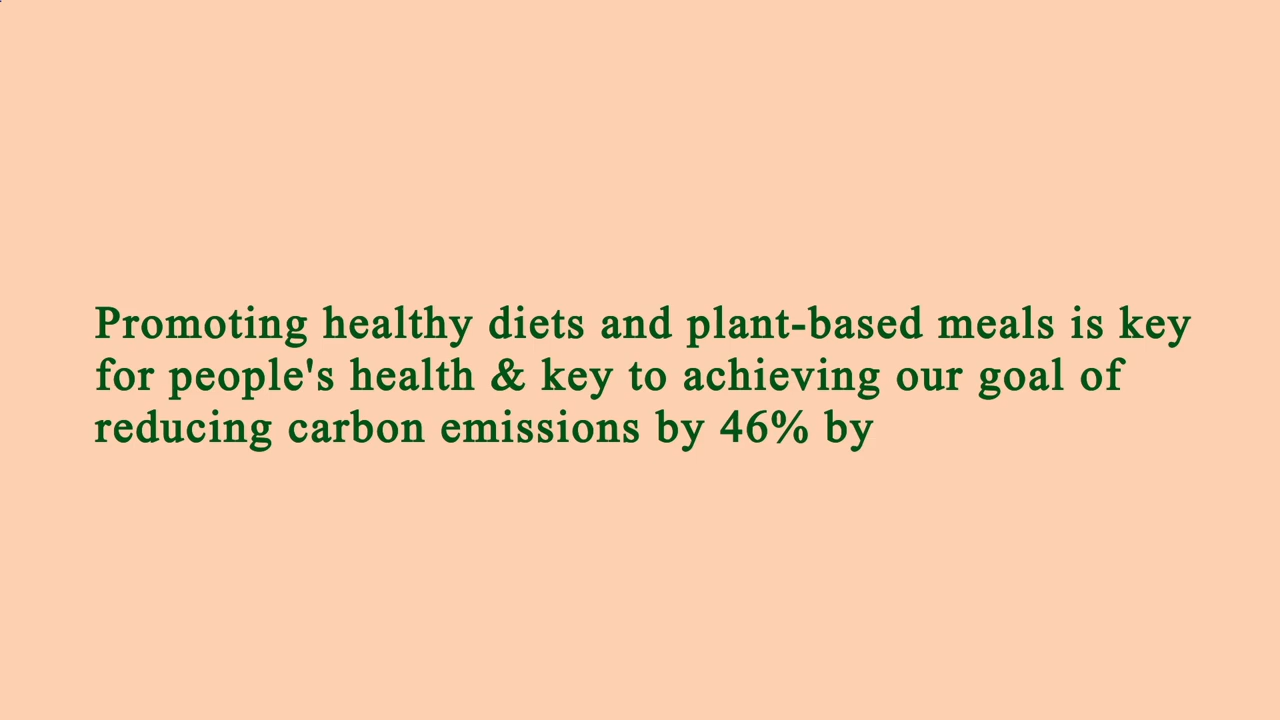 Promoting healthy diets and plant-based meals is key
for people's health & key to achieving our goal of
reducing carbon emissions by 46% by